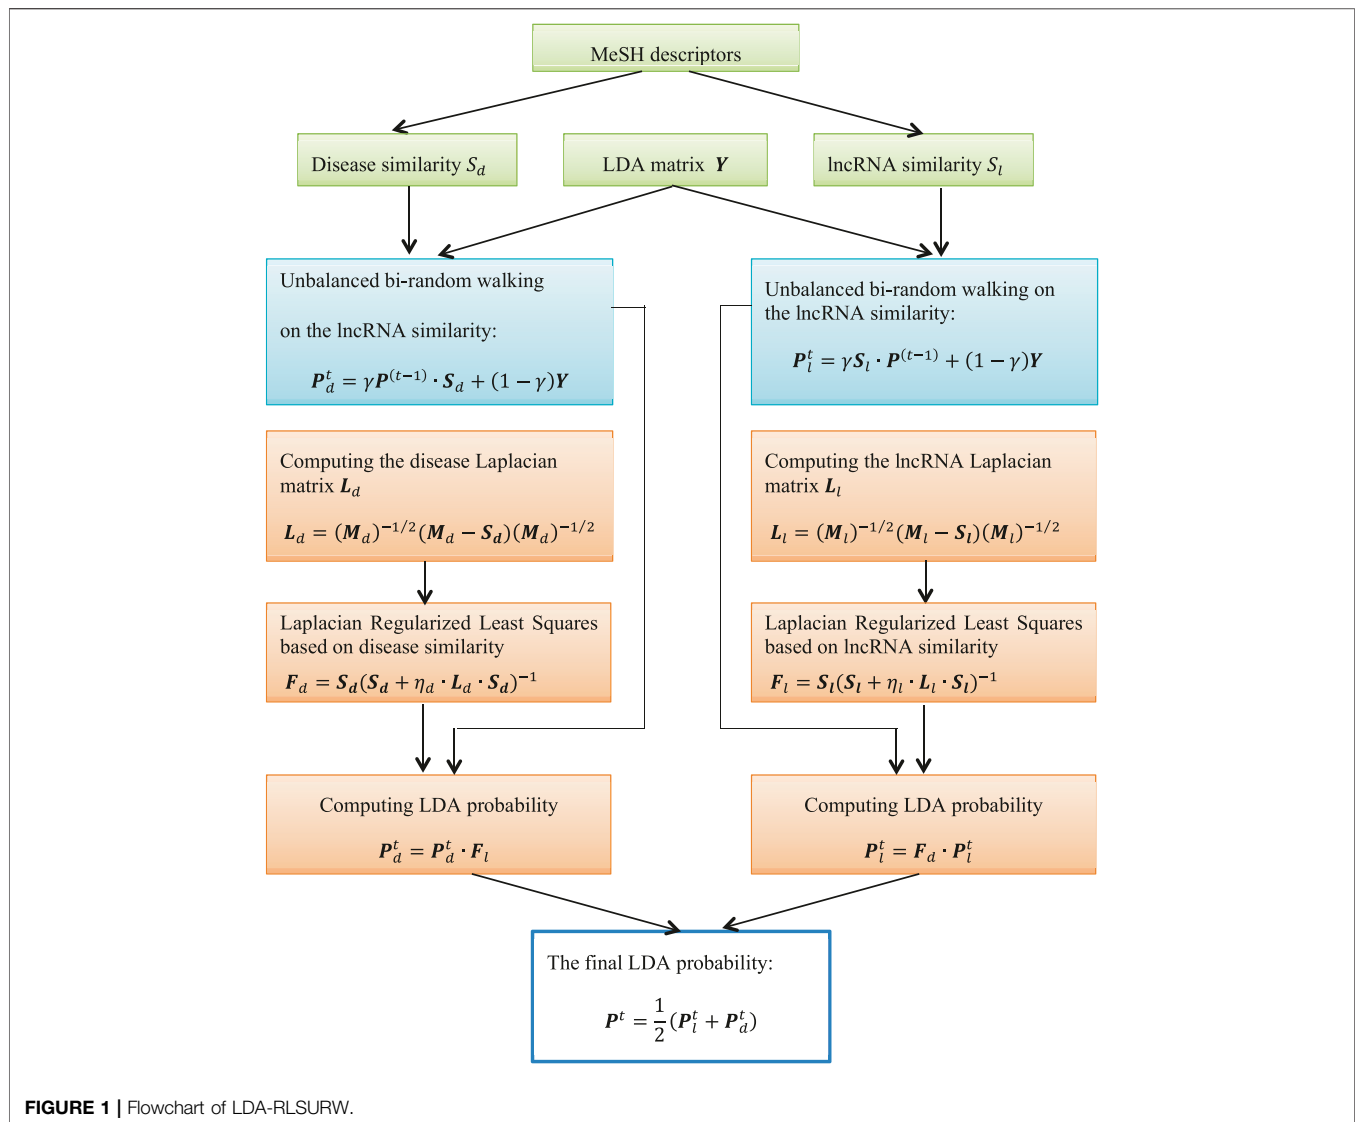 MeSH descriptors
Disease similarity S_d
LDA matrix Y
lncRNA similarity S_l
Unbalanced bi-random walking
on the lncRNA similarity:
P_d^t = γP^(t−1) · S_d + (1 − γ)Y
Unbalanced bi-random walking on
the lncRNA similarity:
P_l^t = γS_l · P^(t−1) + (1 − γ)Y
Computing the disease Laplacian
matrix L_d
L_d = (M_d)^−1/2 (M_d − S_d)(M_d)^−1/2
Computing the lncRNA Laplacian
matrix L_l
L_l = (M_l)^−1/2 (M_l − S_l)(M_l)^−1/2
Laplacian Regularized Least Squares
based on disease similarity
F_d = S_d(S_d + η_d · L_d · S_d)^−1
Laplacian Regularized Least Squares
based on lncRNA similarity
F_l = S_l(S_l + η_l · L_l · S_l)^−1
Computing LDA probability
P_d^t = P_d^t · F_l
Computing LDA probability
P_l^t = F_d · P_l^t
The final LDA probability:
P^t = 1/2 (P_l^t + P_d^t)
FIGURE 1 | Flowchart of LDA-RLSURW.